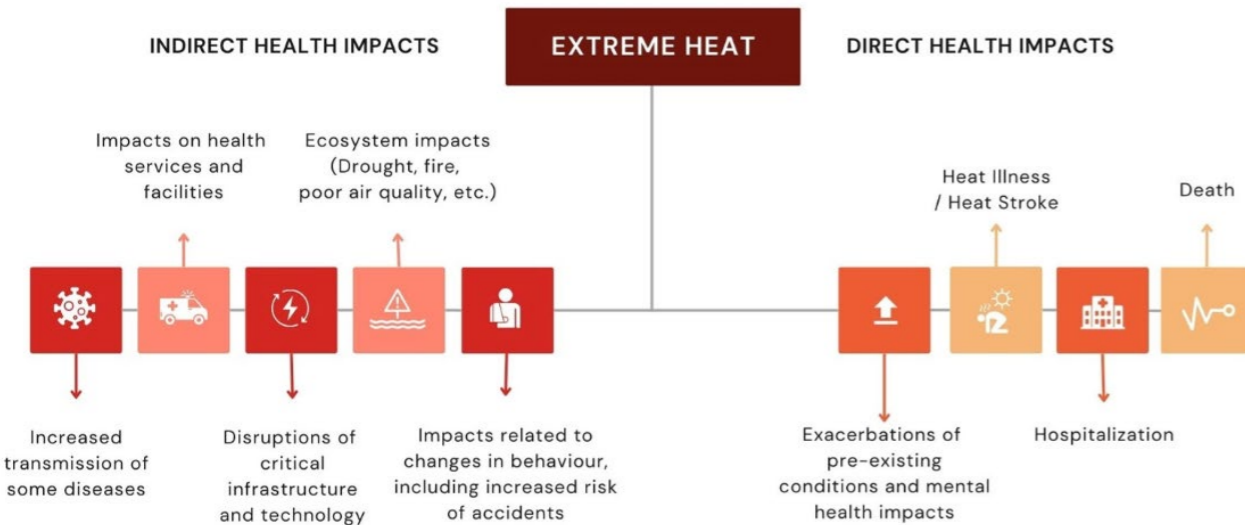 INDIRECT HEALTH IMPACTS
EXTREME HEAT
DIRECT HEALTH IMPACTS
Impacts on health
services and
facilities
Ecosystem impacts
(Drought, fire,
poor air quality, etc.)
Heat Illness
/ Heat Stroke
Death
Increased
transmission of
some diseases
Disruptions of
critical
infrastructure
and technology
Impacts related to
changes in behaviour,
including increased risk
of accidents
Exacerbations of
pre-existing
conditions and mental
health impacts
Hospitalization